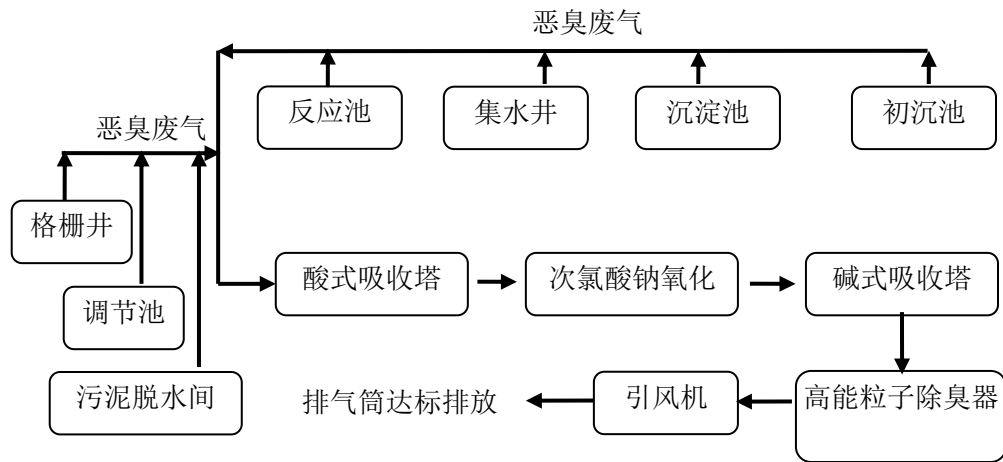 恶臭废气
反应池
集水井
沉淀池
初沉池
恶臭废气
格栅井
调节池
污泥脱水间
酸式吸收塔
次氯酸钠氧化
碱式吸收塔
高能粒子除臭器
引风机
排气筒达标排放